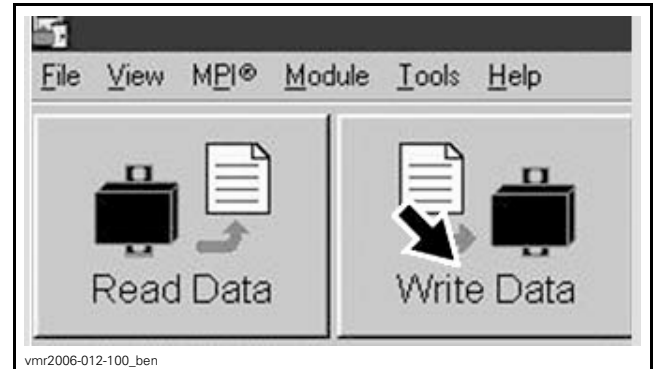 File View MPI® Module Tools Help
Read Data Write Data
vmr2006-012-100_ben